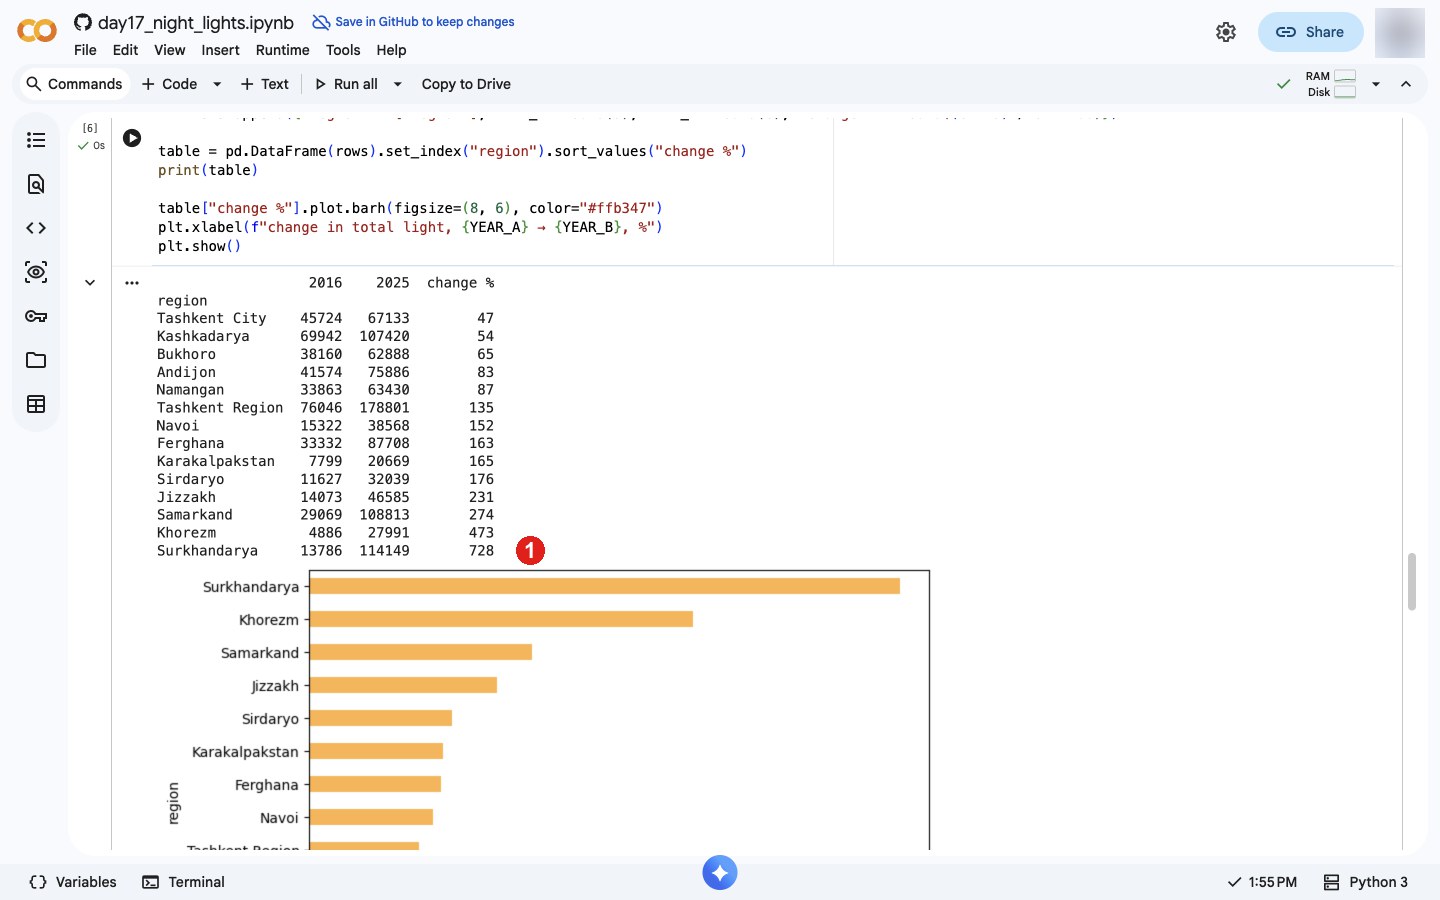 day17_night_lights.ipynb
Save in GitHub to keep changes
Share
File Edit View Insert Runtime Tools Help
Commands + Code + Text Run all Copy to Drive
RAM
Disk
[6]
0s
table = pd.DataFrame(rows).set_index("region").sort_values("change %")
print(table)
table["change %"].plot.barh(figsize=(8, 6), color="#ffb347")
plt.xlabel(f"change in total light, {YEAR_A} → {YEAR_B}, %")
plt.show()
2016 2025 change %
region
Tashkent City 45724 67133 47
Kashkadarya 69942 107420 54
Bukhoro 38160 62888 65
Andijon 41574 75886 83
Namangan 33863 63430 87
Tashkent Region 76046 178801 135
Navoi 15322 38568 152
Ferghana 33332 87708 163
Karakalpakstan 7799 20669 165
Sirdaryo 11627 32039 176
Jizzakh 14073 46585 231
Samarkand 29069 108813 274
Khorezm 4886 27991 473
Surkhandarya 13786 114149 728
1
Surkhandarya
Khorezm
Samarkand
Jizzakh
Sirdaryo
Karakalpakstan
Ferghana
Navoi
Tashkent Region
region
Variables Terminal
1:55 PM Python 3